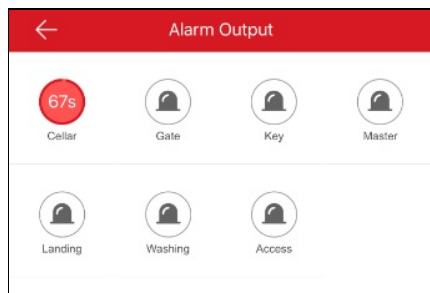 Alarm Output
67s
Cellar Gate Key Master
Landing Washing Access